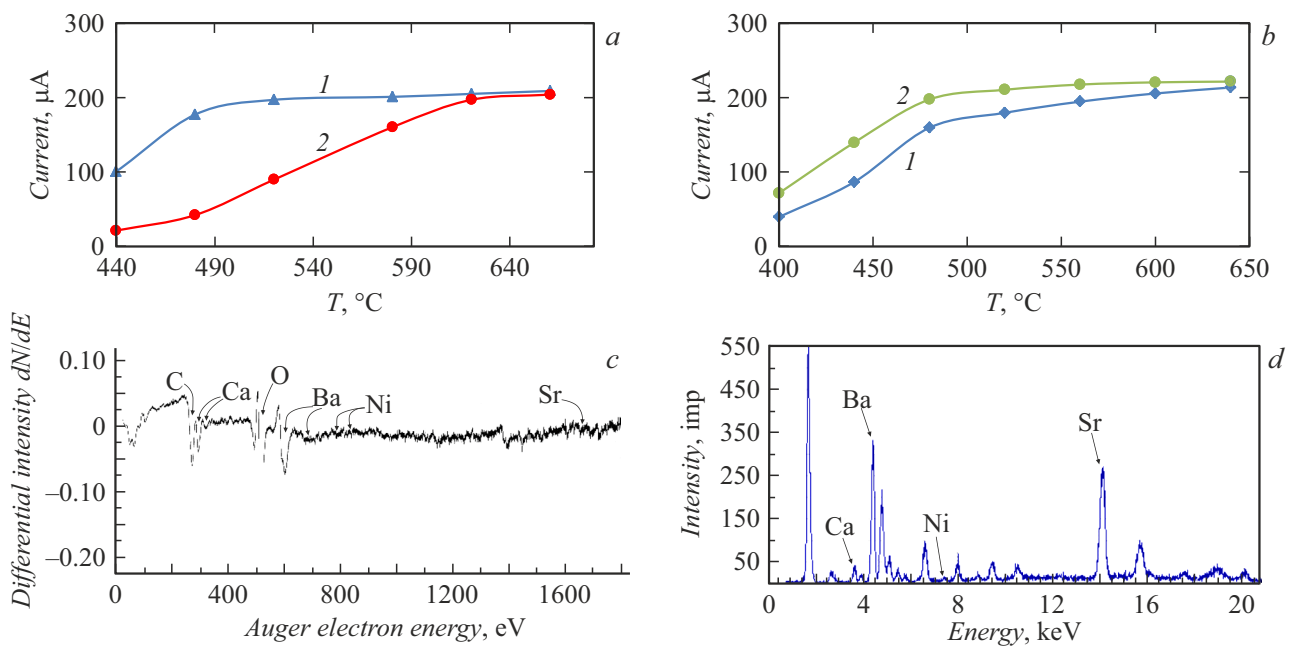 300
200
100
0
Current, μA
a
1
2
440 490 540 590 640
T, °C
300
200
100
0
Current, μA
b
2
1
400 450 500 550 600 650
T, °C
Differential intensity dN/dE
0.10
0
–0.10
–0.20
c
C
Ca
O
Ba
Ni
Sr
0 400 800 1200 1600
Auger electron energy, eV
Intensity, imp
550
450
350
250
150
50
d
Ba
Sr
Ca
Ni
0 4 8 12 16 20
Energy, keV